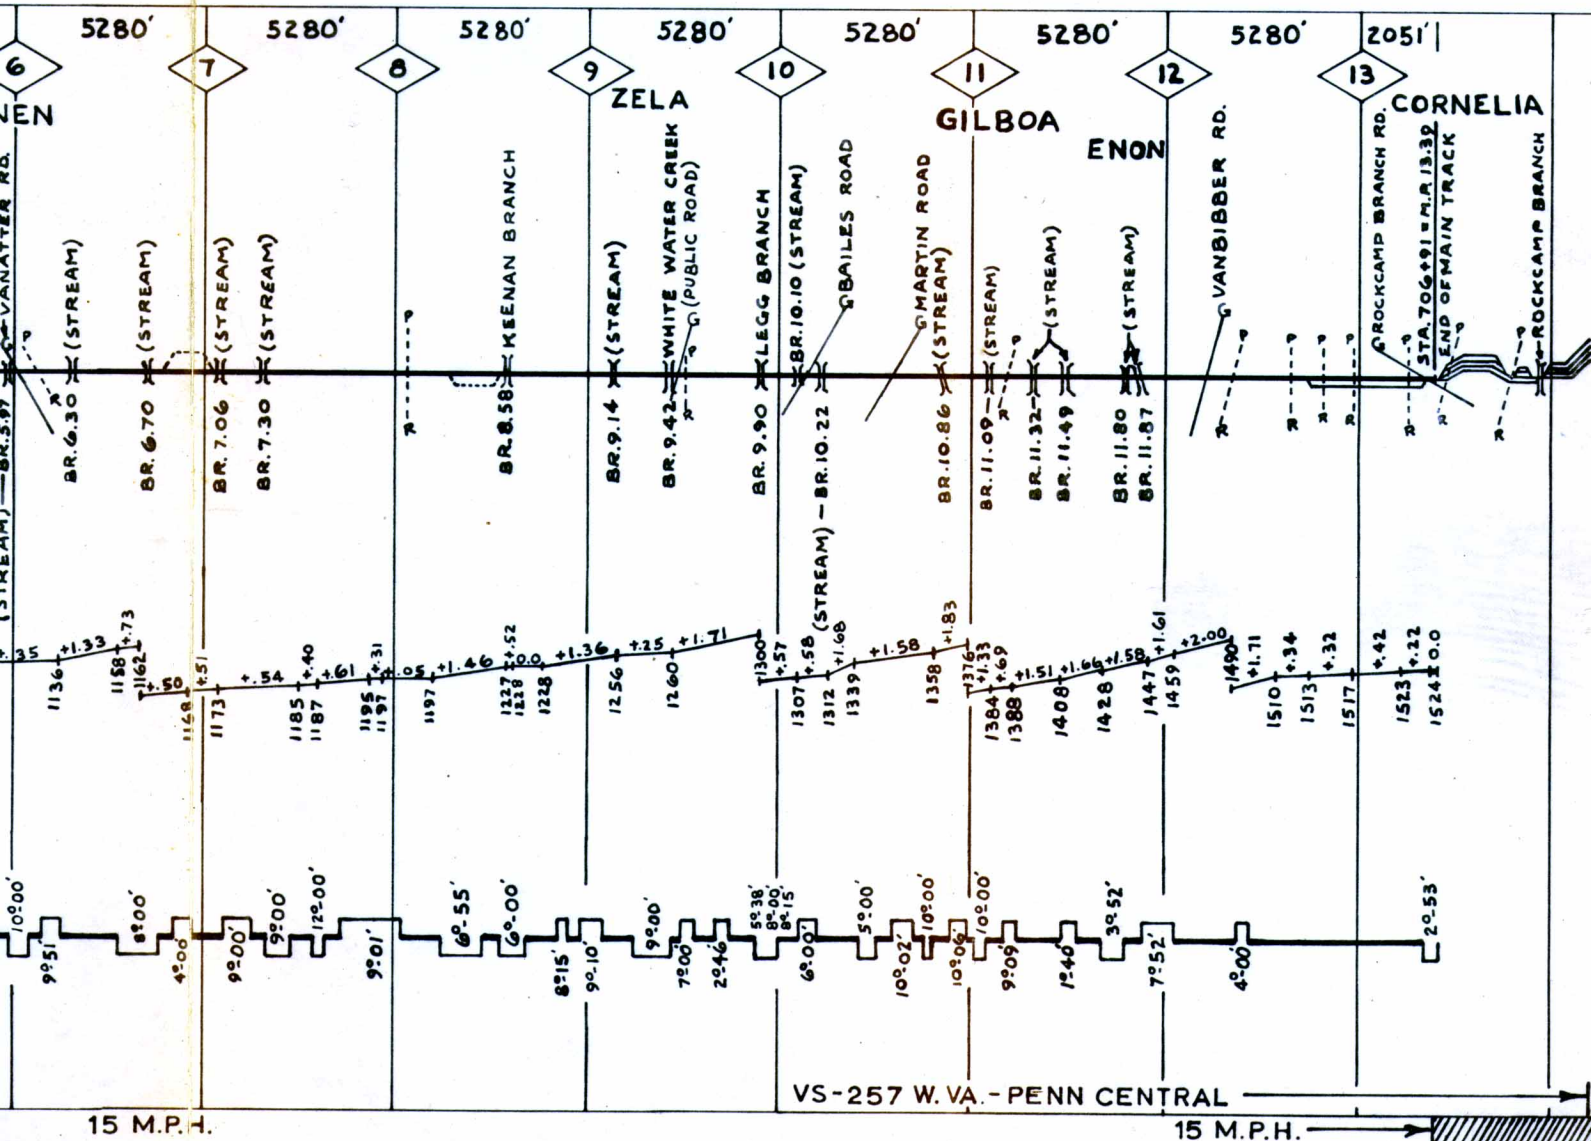 5280' 5280' 5280' 5280' 5280' 5280' 5280' 2051'
6 7 8 9 10 11 12 13
NEN
ZELA
GILBOA
ENON
CORNELIA
VANATTER RD.
BR.5.97
(STREAM)
BR.6.30 (STREAM)
BR.6.70 (STREAM)
BR.7.06 (STREAM)
BR.7.30 (STREAM)
BR.8.58 KEENAN BRANCH
BR.9.14 (STREAM)
BR.9.42 WHITE WATER CREEK
(PUBLIC ROAD)
BR.9.90 LEGG BRANCH
BR.10.10 (STREAM)
(STREAM) - BR.10.22
BAILES ROAD
MARTIN ROAD
BR.10.86 (STREAM)
BR.11.09 (STREAM)
(STREAM)
BR.11.32
BR.11.49
(STREAM)
BR.11.80
BR.11.87
VANBIBBER RD.
ROCKCAMP BRANCH RD.
STA.706+91=M.P.13.39
END OF MAIN TRACK
ROCKCAMP BRANCH
+.35 +1.33 +.73
1136 1158 1162
+.50 +.51 +.54 +.40 +.61 +.31 +.05 +1.46 +.52 0.0 +1.36 +.25 +1.71
1168 1173 1185 1187 1195 1197 1197 1227 1228 1228 1256 1260 1300
+.57 +.58 +1.68 +1.58 +1.83
1307 1312 1339 1358 1376
+1.33 +.69 +1.51 +1.66 +1.58 +1.61 +2.00
1384 1388 1408 1428 1447 1459 1490
+1.71 +.34 +.32 +.42 +.22 0.0
1510 1513 1517 1523 1524±
10°00' 8°00' 9°00' 12°00' 6°-55' 6°-00' 9°00' 5°38' 8°-00' 8°-15' 5°00' 10°00' 10°-00' 3°52' 2°-53'
9°51' 4°00' 9°00' 9°01' 8°15' 9°-10' 7°00' 2°46' 6°00' 10°-02' 10°06' 9°09' 1°40' 7°52' 4°-00'
VS-257 W. VA. - PENN CENTRAL
15 M.P.H. 15 M.P.H.